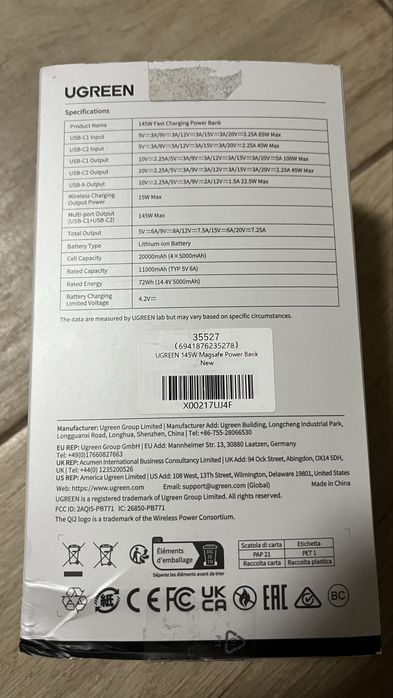 UGREEN
Specifications
Product Name 145W Fast Charging Power Bank
USB-C1 Input 5V⎓3A/9V⎓3A/12V⎓3A/15V⎓3A/20V⎓3.25A 65W Max
USB-C2 Input 5V⎓3A/9V⎓3A/12V⎓3A/15V⎓3A/20V⎓2.25A 45W Max
USB-C1 Output 10V⎓2.25A/5V⎓3A/9V⎓3A/12V⎓3A/15V⎓3A/20V⎓5A 100W Max
USB-C2 Output 10V⎓2.25A/5V⎓3A/9V⎓3A/12V⎓3A/15V⎓3A/20V⎓2.25A 45W Max
USB-A Output 10V⎓2.25A/5V⎓3A/9V⎓2A/12V⎓1.5A 22.5W Max
Wireless Charging
Output Power 15W Max
Multi-port Output
(USB-C1+USB-C2) 145W Max
Total Output 5V⎓6A/9V⎓8A/12V⎓7.5A/15V⎓6A/20V⎓7.25A
Battery Type Lithium-ion Battery
Cell Capacity 20000mAh (4×5000mAh)
Rated Capacity 11000mAh (TYP 5V 6A)
Rated Energy 72Wh (14.4V 5000mAh)
Battery Charging
Limited Voltage 4.2V⎓
The data are measured by UGREEN lab but may vary based on specific circumstances.
35527
(6941876235278)
UGREEN 145W Magsafe Power Bank
New
X00217UJ4F
Manufacturer: Ugreen Group Limited | Manufacturer Add: Ugreen Building, Longcheng Industrial Park,
Longguanxi Road, Longhua, Shenzhen, China | Tel: +86-755-28066530
EU REP: Ugreen Group GmbH | EU Add: Mannheimer Str. 13, 30880 Laatzen, Germany
Tel: +49(0)17660827663
UK REP: Acumen International Business Consultancy Limited | UK Add: 94 Ock Street, Abingdon, OX14 5DH,
UK | Tel: +44(0) 1235200526
US REP: America Ugreen Limited | US Add: 108 West, 13Th Street, Wilmington, Delaware 19801, United States
Web: https://www.ugreen.com Email: support@ugreen.com (Global) Made in China
UGREEN is a registered trademark of Ugreen Group Limited. All rights reserved.
FCC ID: 2AQI5-PB771 IC: 26850-PB771
The Qi2 logo is a trademark of the Wireless Power Consortium.
FR
Éléments
d'emballage
Séparez les éléments avant de trier
Scatola di carta Etichetta
PAP 21 PET 1
Raccolta carta Raccolta plastica
紙 CE FC UK CA EAC BC